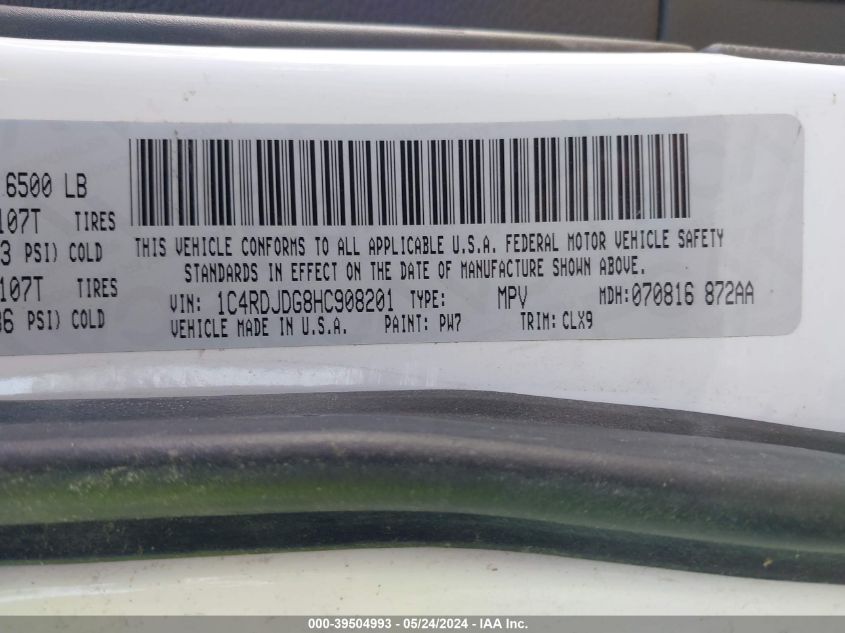 6500 LB
107T TIRES
3 PSI) COLD
107T TIRES
36 PSI) COLD
THIS VEHICLE CONFORMS TO ALL APPLICABLE U.S.A. FEDERAL MOTOR VEHICLE SAFETY
STANDARDS IN EFFECT ON THE DATE OF MANUFACTURE SHOWN ABOVE.
VIN: 1C4RDJDG8HC908201 TYPE: MPV MDH: 070816 872AA
VEHICLE MADE IN U.S.A. PAINT: PW7 TRIM: CLX9
000-39504993 - 05/24/2024 - IAA Inc.